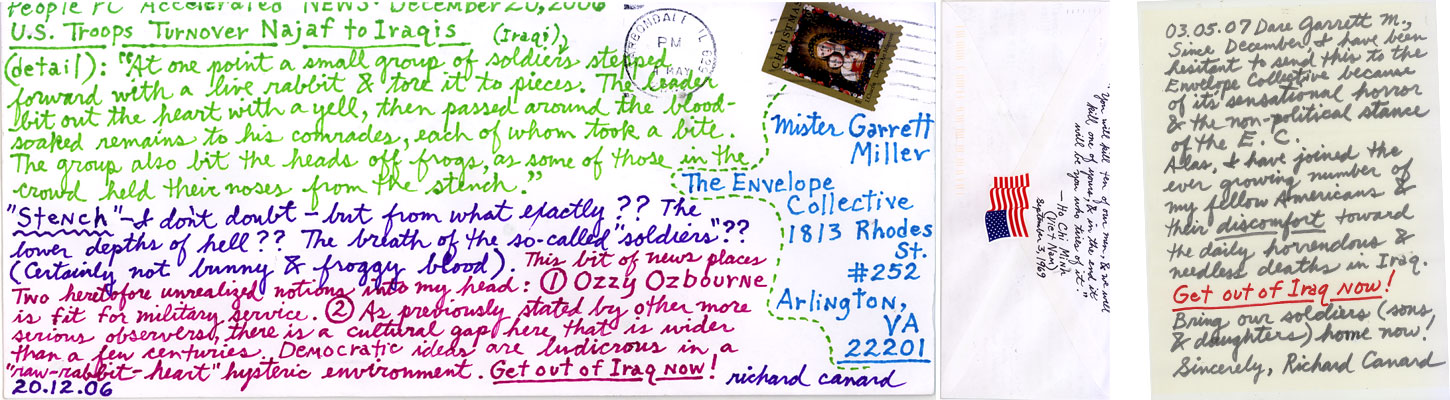 People PC Accelerated NEWS · December 20, 2006
U.S. Troops Turnover Najaf to Iraqis (Iraqi),
(detail): "At one point a small group of soldiers stepped
forward with a live rabbit & tore it to pieces. The leader
bit out the heart with a yell, then passed around the blood-
soaked remains to his comrades, each of whom took a bite.
The group also bit the heads off frogs, as some of those in the
crowd held their noses from the stench."
"Stench"-I don't doubt - but from what exactly?? The
lower depths of hell?? The breath of the so-called "soldiers"??
(Certainly not bunny & froggy blood). This bit of news places
Two heretofore unrealized notions into my head: ① Ozzy Ozbourne
is fit for military service. ② As previously stated by other more
serious observers, there is a cultural gap here that is wider
than a few centuries. Democratic ideas are ludicrous in a
"raw-rabbit-heart" hysteric environment. Get out of Iraq now!
20.12.06
richard canard
ARBONDALE IL
PM
MAY
CHRISTMAS
Mister Garrett
Miller
The Envelope
Collective
1813 Rhodes
St.
#252
Arlington,
VA
22201
"You will kill ten of our men, & we will
kill one of yours, & in the end it
will be you who tires of it."
— Ho Chi Minh
(Viet Nam)
September 3, 1969
03.05.07 Dare Garrett M.,
Since December I have been
hesitant to send this to the
Envelope Collective because
of its sensational horror
& the non-political stance
of the E. C.
Alas, I have joined the
ever growing number of
my fellow Americans &
their discomfort toward
the daily horrendous &
needless deaths in Iraq.
Get out of Iraq now!
Bring our soldiers (sons,
& daughters) home now!
Sincerely, Richard Canard